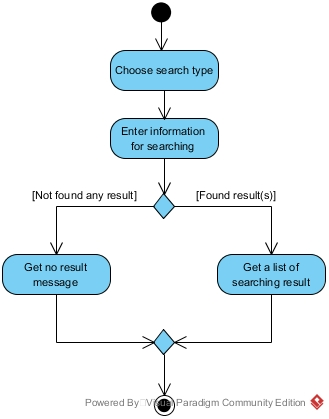 Choose search type
Enter information
for searching
[Not found any result]
[Found result(s)]
Get no result
message
Get a list of
searching result
Powered By Visual Paradigm Community Edition